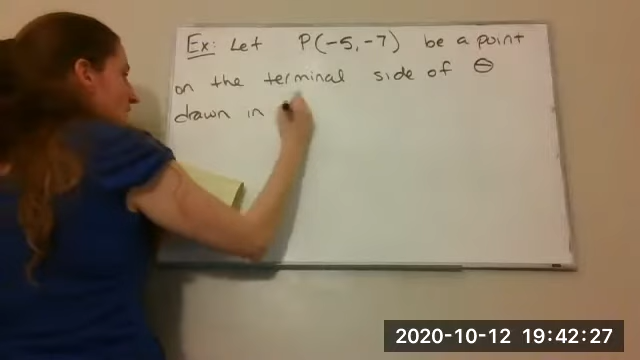 Ex: Let P(-5,-7) be a point
on the terminal side of θ
drawn in
2020-10-12 19:42:27